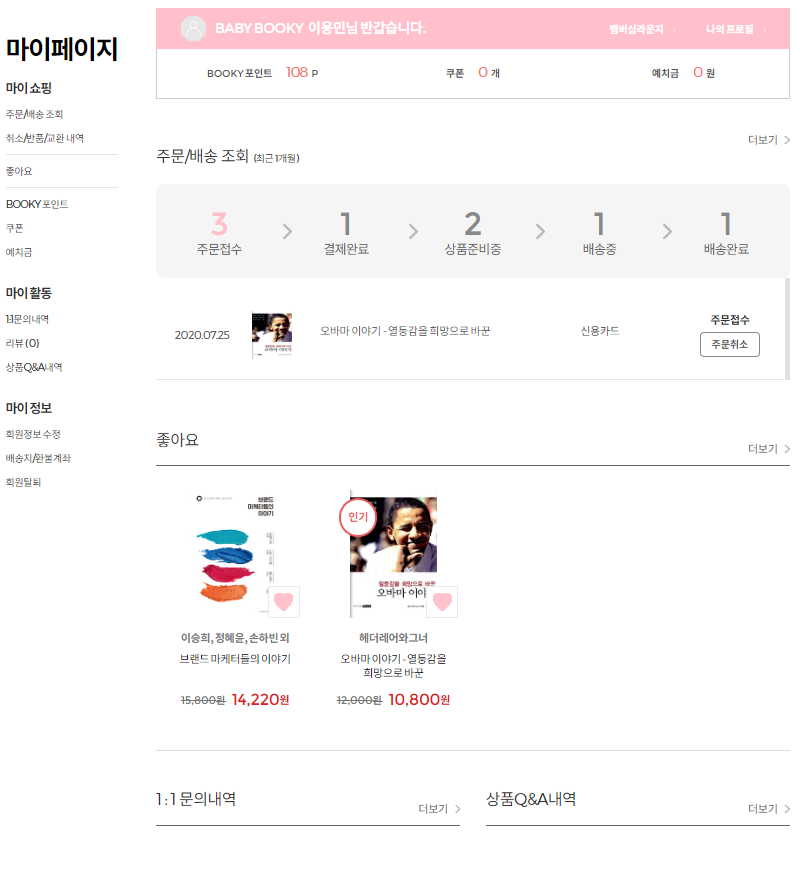 마이페이지
마이 쇼핑
주문/배송 조회
취소/반품/교환 내역
좋아요
BOOKY 포인트
쿠폰
예치금
마이 활동
1:1문의내역
리뷰 (0)
상품Q&A내역
마이 정보
회원정보 수정
배송지/환불계좌
회원탈퇴
BABY BOOKY 이용민님 반갑습니다.
멤버십라운지
나의 프로필
BOOKY 포인트 108 P
쿠폰 0 개
예치금 0 원
주문/배송 조회 (최근 1개월)
더보기
3
주문접수
1
결제완료
2
상품준비중
1
배송중
1
배송완료
2020.07.25
오바마 이야기 - 열등감을 희망으로 바꾼
신용카드
주문접수
주문취소
좋아요
더보기
브랜드
마케터들의
이야기
이승희, 정혜윤, 손하빈 외
브랜드 마케터들의 이야기
15,800원 14,220원
인기
열등감을 희망으로 바꾼
오바마 이야기
헤더레어와그너
오바마 이야기 - 열등감을
희망으로 바꾼
12,000원 10,800원
1 : 1 문의내역
더보기
상품Q&A내역
더보기